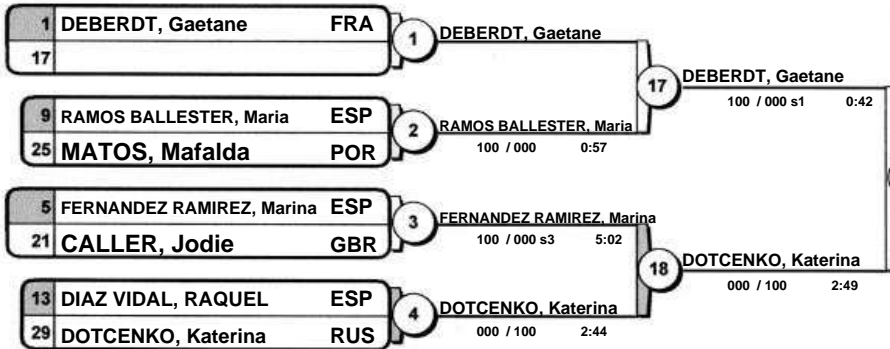 1 DEBERDT, Gaetane FRA
17
1
DEBERDT, Gaetane
9 RAMOS BALLESTER, Maria ESP
25 MATOS, Mafalda POR
2
RAMOS BALLESTER, Maria
100 / 000 0:57
17
DEBERDT, Gaetane
100 / 000 s1 0:42
5 FERNANDEZ RAMIREZ, Marina ESP
21 CALLER, Jodie GBR
3
FERNANDEZ RAMIREZ, Marina
100 / 000 s3 5:02
13 DIAZ VIDAL, RAQUEL ESP
29 DOTCENKO, Katerina RUS
4
DOTCENKO, Katerina
000 / 100 2:44
18
DOTCENKO, Katerina
000 / 100 2:49